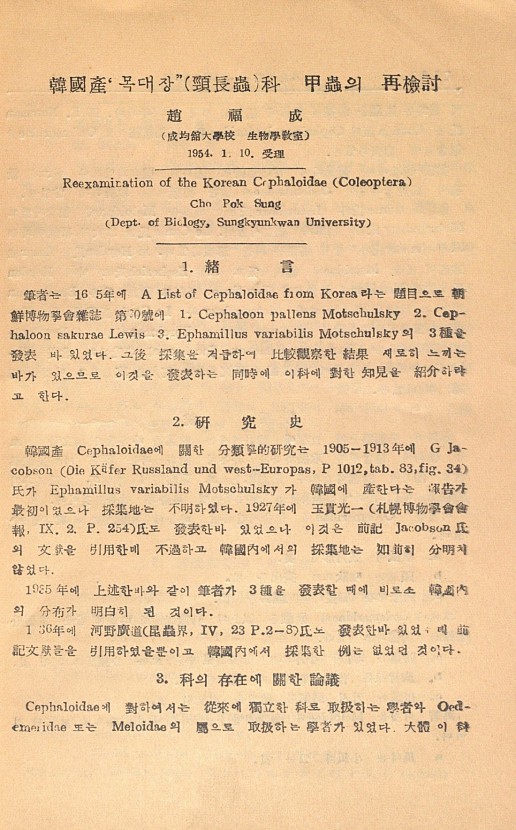 韓國產‘목대장”(頸長蟲)科 甲蟲의 再檢討
趙福成
(成均館大學校 生物學敎室)
1954. 1. 10. 受理
Reexamination of the Korean Cephaloidae (Coleoptera)
Cho Pok Sung
(Dept. of Biology, Sungkyunkwan University)
1. 緖言
筆者는 16 5年에 A List of Cephaloidae from Korea라는 題目으로 朝
鮮博物學會雜誌 第 0號에 1. Cephaloon pallens Motschulsky 2. Cep-
haloon sakurae Lewis 3. Ephamillus variabilis Motschulsky의 3種을
發表 바 있었다. 그後 採集을 거듭하여 比較觀察한 結果 새로히 느끼는
바가 있으므로 이것을 發表하는 同時에 이科에 對한 知見을 紹介하랴
고 한다.
2. 研究史
韓國產 Cephaloidae에 關한 分類學的研究는 1905-1913年에 G Ja-
cobson (Oie Käfer Russland und west-Europas, P 1012, tab. 83, fig. 34)
氏가 Ephamillus variabilis Motschulsky가 韓國에 產한다는 報告가
最初이었으나 採集地는 不明하였다. 1927年에 玉貫光一(札幌博物學會會
報, IX. 2. P. 254)氏도 發表한바 있었으나 이것은 前記 Jacobson氏
의 文獻을 引用한데 不過하고 韓國內에서의 採集地는 如前히 分明치
않았다.
1935年에 上述한바와 같이 筆者가 3種을 發表할 때에 비로소 韓國內
의 分布가 明白히 된 것이다.
1 36年에 河野廣道(昆蟲界, IV, 23 P.2-8)氏도 發表한바 있었 데 前
記文獻들을 引用하였을뿐이고 韓國內에서 採集한 例는 없었던 것이다.
3. 科의 存在에 關한 論議
Cephaloidae에 對하여서는 從來에 獨立한 科로 取扱하는 學者와 Oed-
emeridae 또는 Meloidae의 屬으로 取扱하는 學者가 있었다. 大體 이